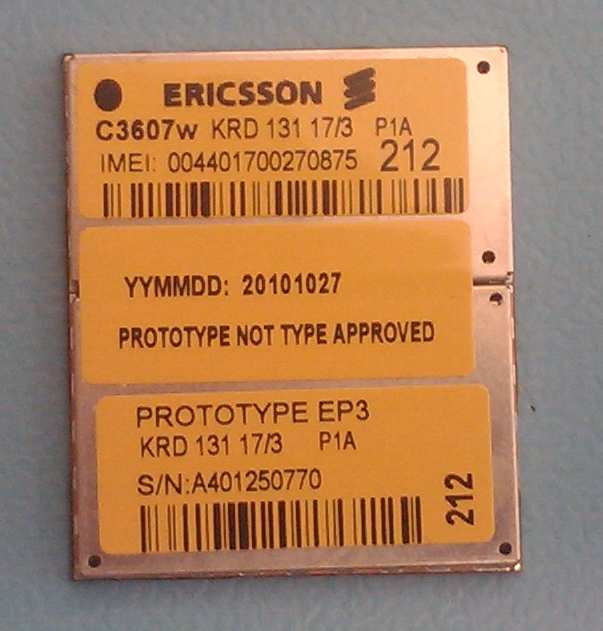 ERICSSON
C3607w KRD 131 17/3 P1A
IMEI: 004401700270875 212
YYMMDD: 20101027
PROTOTYPE NOT TYPE APPROVED
PROTOTYPE EP3
KRD 131 17/3 P1A
S/N:A401250770
212